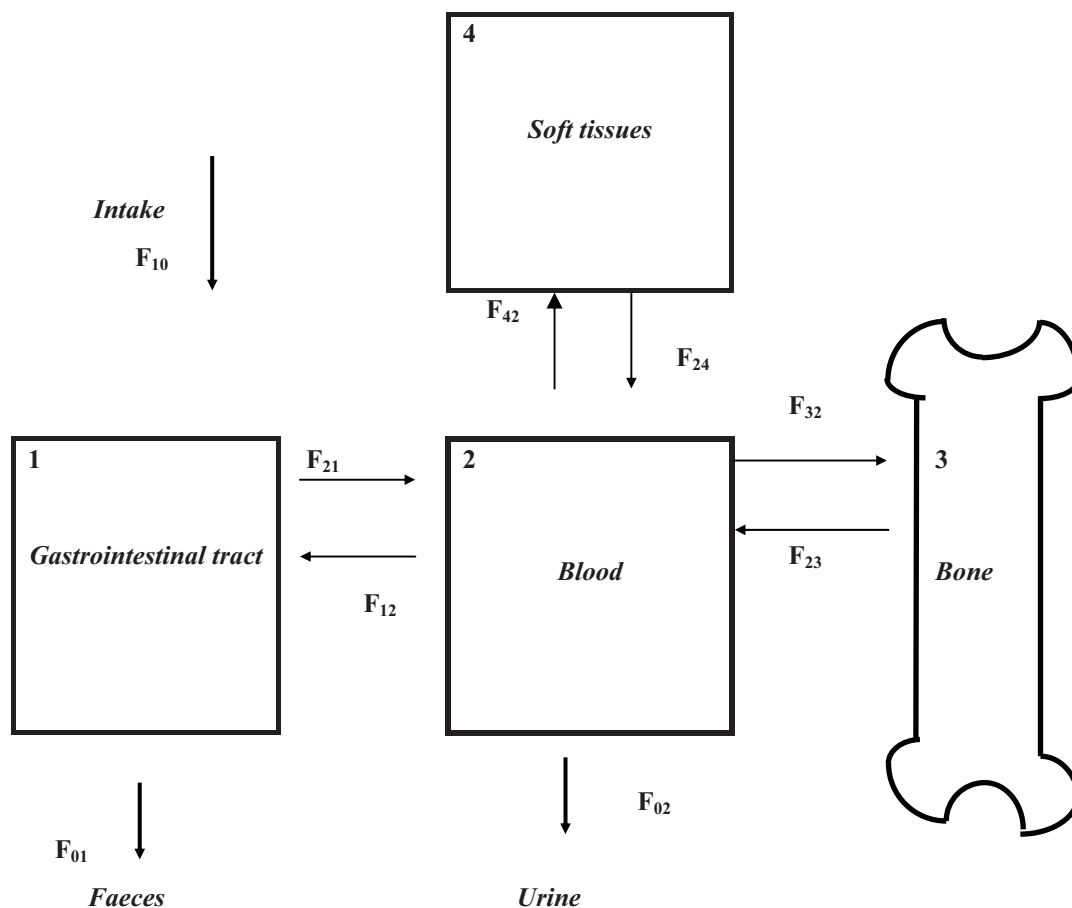 4
Soft tissues
Intake
F₁₀
F₄₂
F₂₄
F₃₂
1
F₂₁
2
3
Gastrointestinal tract
Blood
F₂₃
Bone
F₁₂
F₀₂
F₀₁
Faeces
Urine